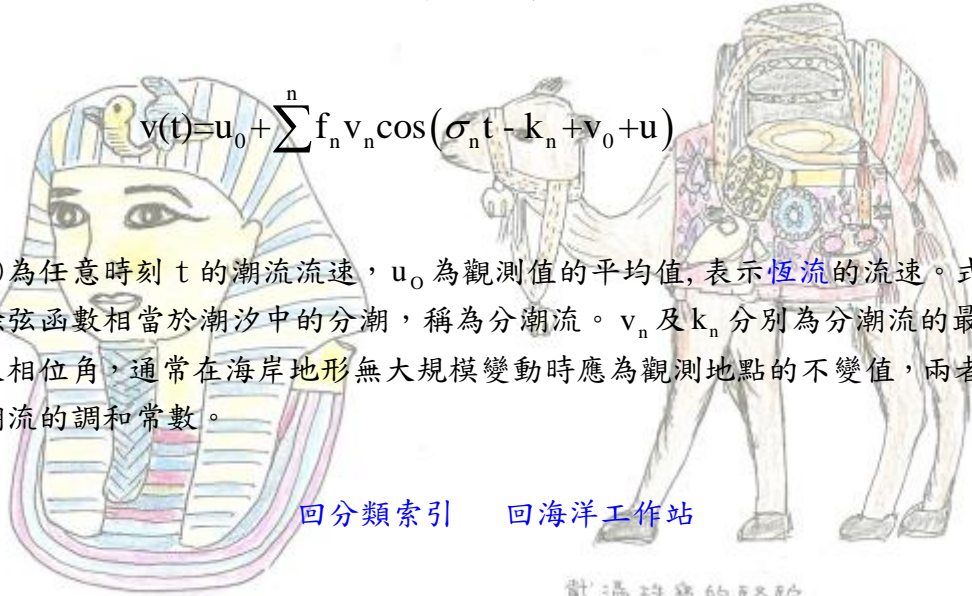 v(t)=u₀+∑ⁿfₙvₙcos(σₙt - kₙ+v₀+u)
)為任意時刻 t 的潮流流速，u₀ 為觀測值的平均值, 表示恆流的流速。式
弦函數相當於潮汐中的分潮，稱為分潮流。vₙ 及 kₙ 分別為分潮流的最
相位角，通常在海岸地形無大規模變動時應為觀測地點的不變值，兩者
流的調和常數。
回分類索引 回海洋工作站